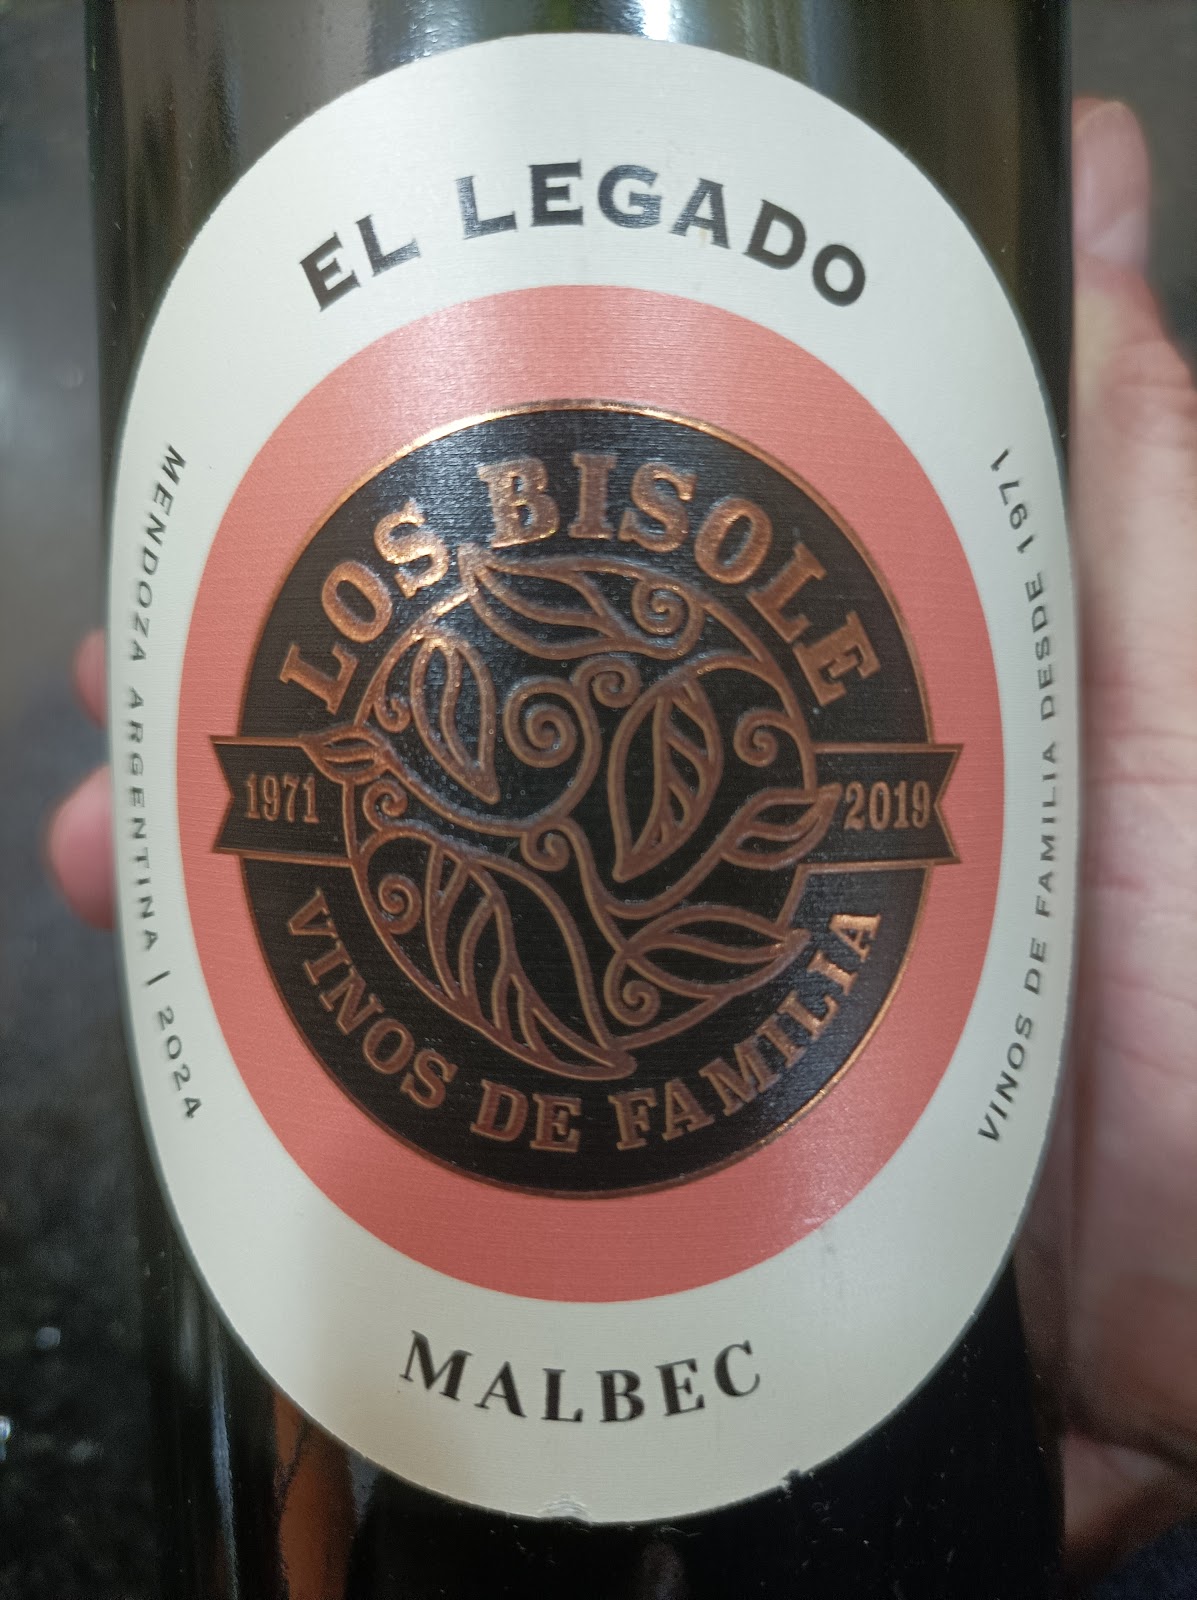 EL LEGADO
LOS BISOLE
1971
2019
VINOS DE FAMILIA
MENDOZA ARGENTINA | 2024
VINOS DE FAMILIA DESDE 1971
MALBEC